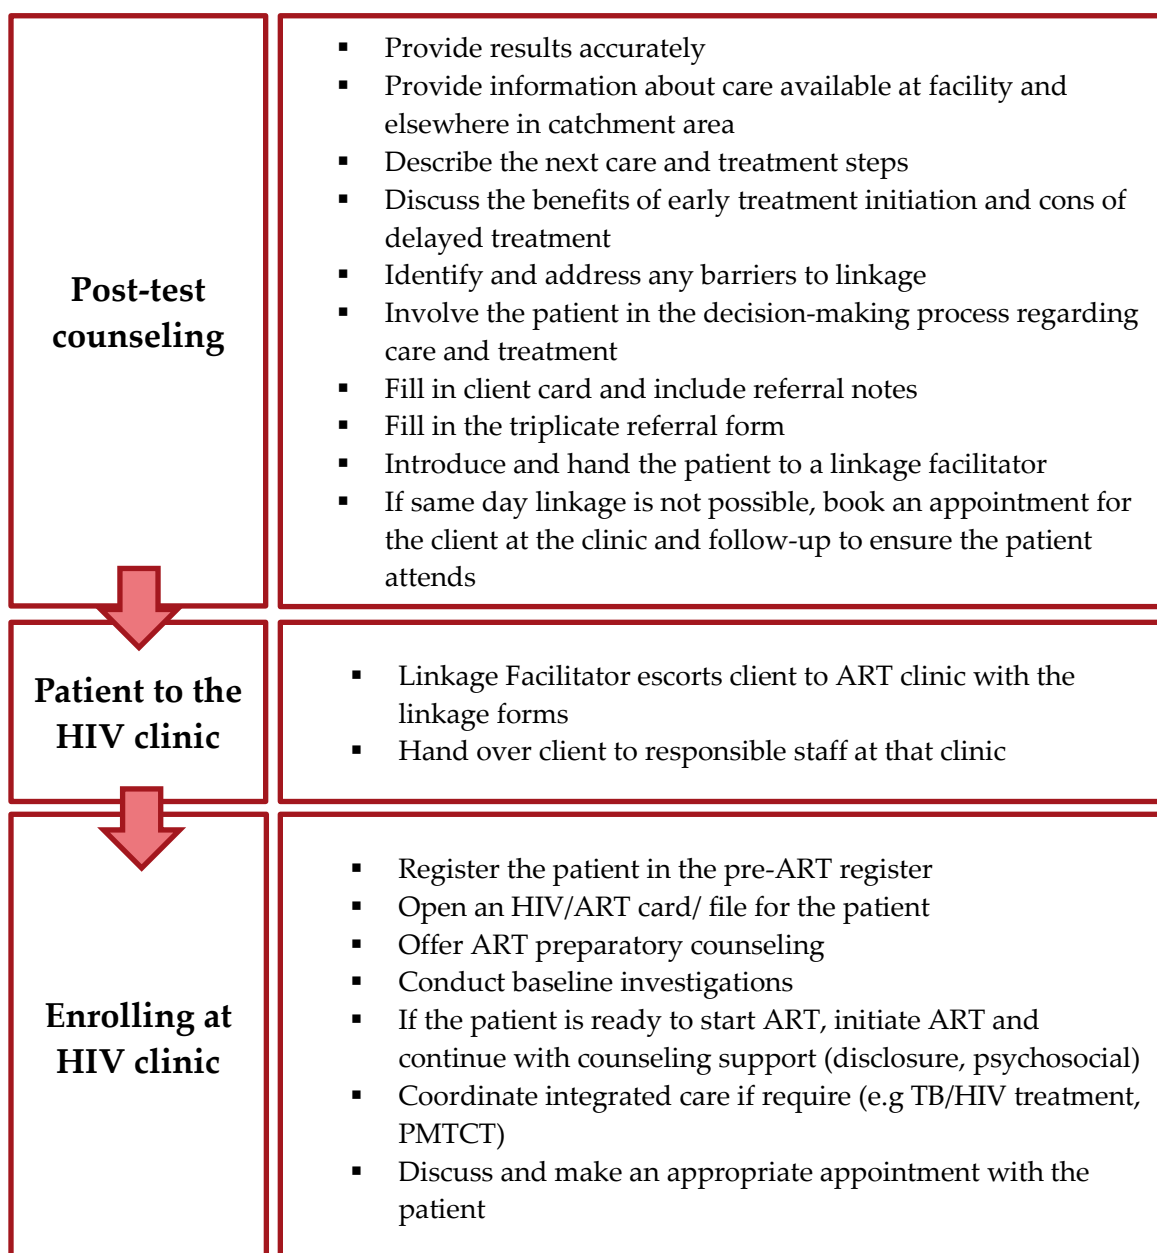 Post-test
counseling
▪ Provide results accurately
▪ Provide information about care available at facility and
elsewhere in catchment area
▪ Describe the next care and treatment steps
▪ Discuss the benefits of early treatment initiation and cons of
delayed treatment
▪ Identify and address any barriers to linkage
▪ Involve the patient in the decision-making process regarding
care and treatment
▪ Fill in client card and include referral notes
▪ Fill in the triplicate referral form
▪ Introduce and hand the patient to a linkage facilitator
▪ If same day linkage is not possible, book an appointment for
the client at the clinic and follow-up to ensure the patient
attends
Patient to the
HIV clinic
▪ Linkage Facilitator escorts client to ART clinic with the
linkage forms
▪ Hand over client to responsible staff at that clinic
Enrolling at
HIV clinic
▪ Register the patient in the pre-ART register
▪ Open an HIV/ART card/ file for the patient
▪ Offer ART preparatory counseling
▪ Conduct baseline investigations
▪ If the patient is ready to start ART, initiate ART and
continue with counseling support (disclosure, psychosocial)
▪ Coordinate integrated care if require (e.g TB/HIV treatment,
PMTCT)
▪ Discuss and make an appropriate appointment with the
patient